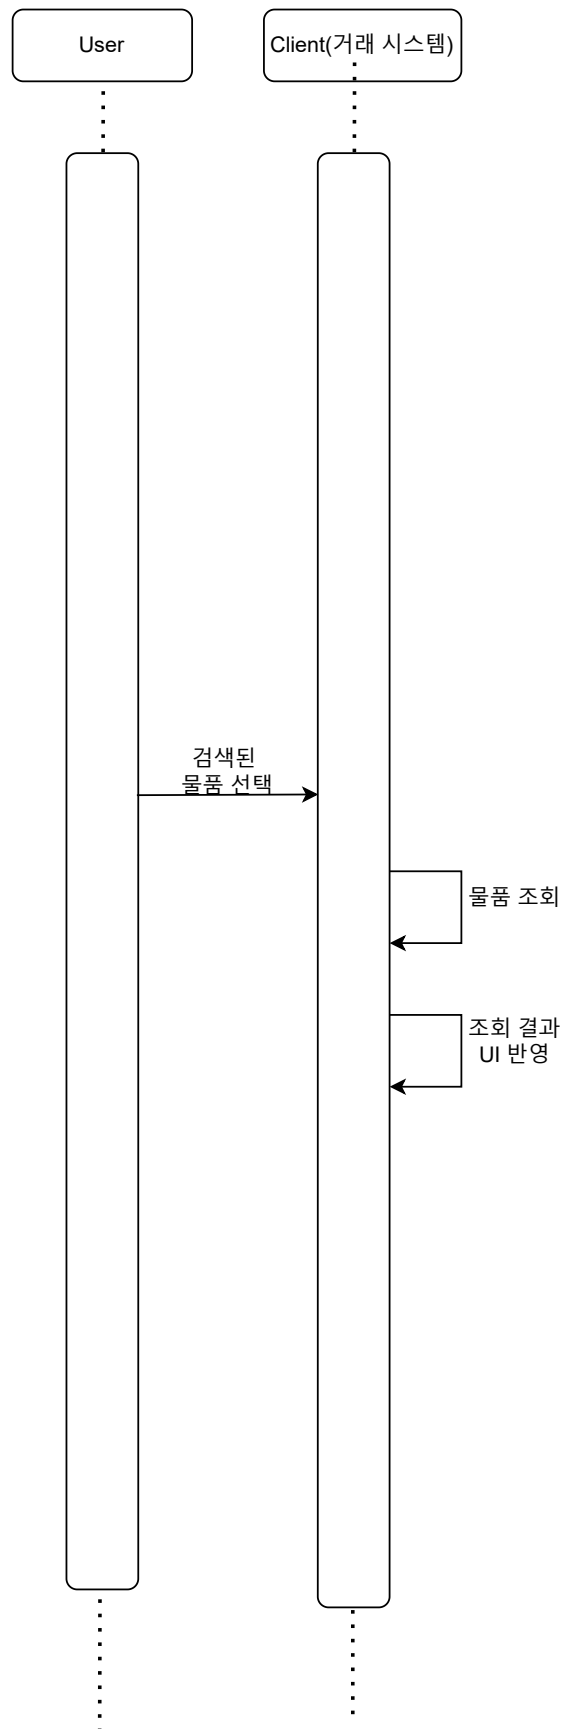 User
Client(거래 시스템)
검색된
물품 선택
물품 조회
조회 결과
UI 반영